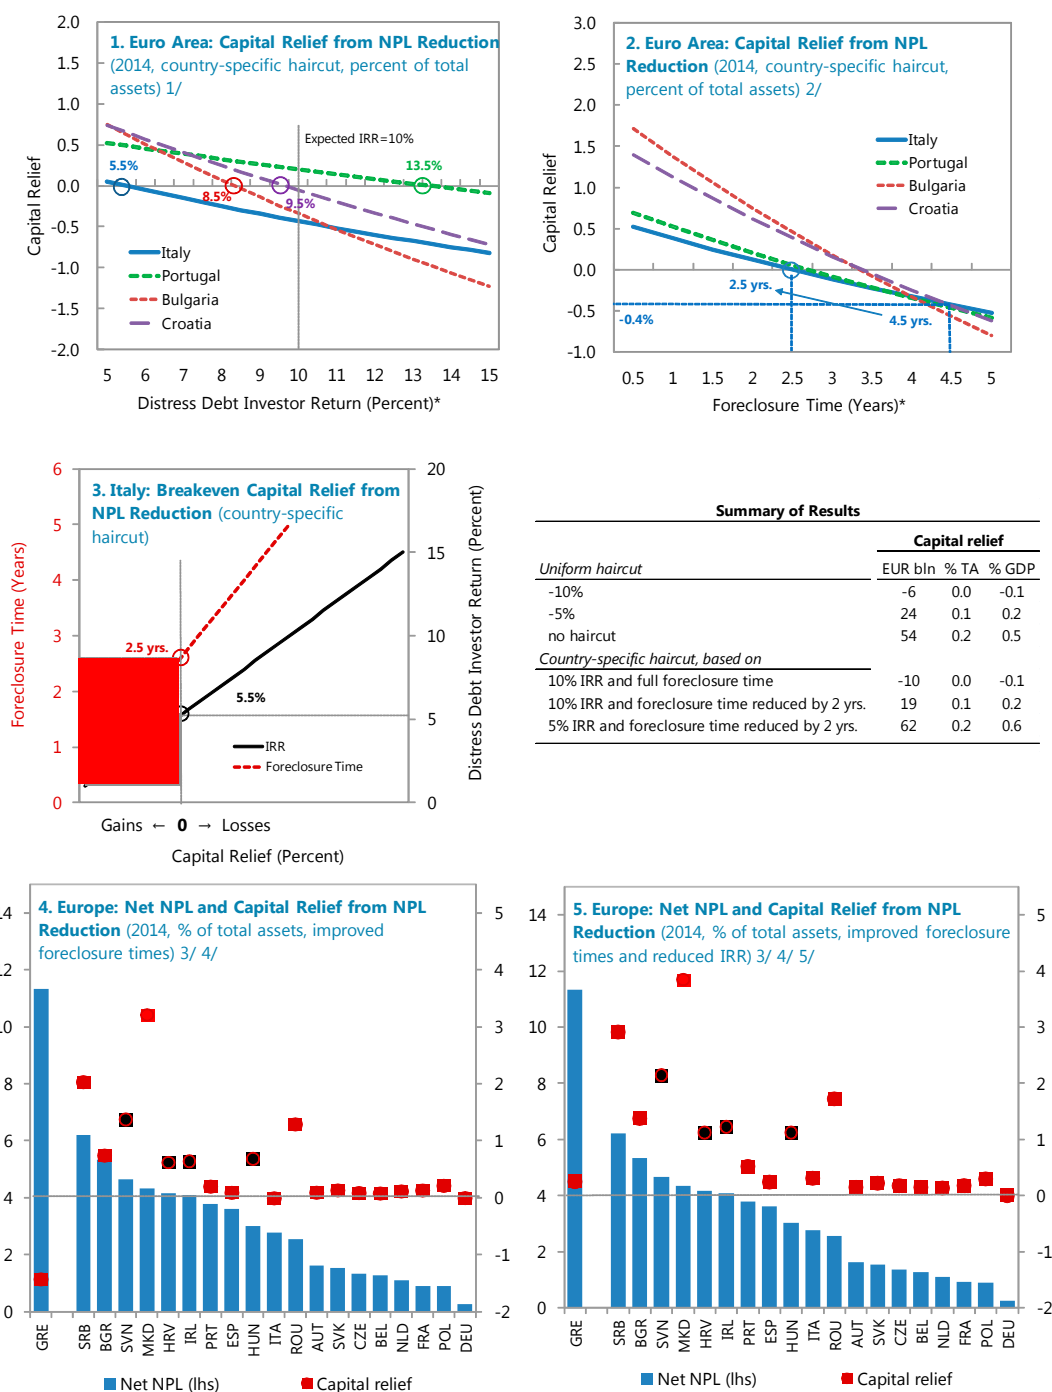 1. Euro Area: Capital Relief from NPL Reduction
(2014, country-specific haircut, percent of total
assets) 1/
2.0
1.5
1.0
0.5
0.0
-0.5
-1.0
-1.5
-2.0
Capital Relief
Expected IRR=10%
5.5%
8.5%
9.5%
13.5%
Italy
Portugal
Bulgaria
Croatia
5 6 7 8 9 10 11 12 13 14 15
Distress Debt Investor Return (Percent)*
2. Euro Area: Capital Relief from NPL
Reduction (2014, country-specific haircut,
percent of total assets) 2/
3.0
2.0
1.5
1.0
0.5
0.0
-0.5
-1.0
Capital Relief
Italy
Portugal
Bulgaria
Croatia
2.5 yrs.
4.5 yrs.
-0.4%
0.5 1 1.5 2 2.5 3 3.5 4 4.5 5
Foreclosure Time (Years)*
3. Italy: Breakeven Capital Relief from
NPL Reduction (country-specific
haircut)
6
5
4
3
2
1
0
Foreclosure Time (Years)
20
15
10
5
0
Distress Debt Investor Return (Percent)
2.5 yrs.
5.5%
IRR
Foreclosure Time
Gains ← 0 → Losses
Capital Relief (Percent)
Summary of Results
Capital relief
Uniform haircut EUR bln % TA % GDP
-10% -6 0.0 -0.1
-5% 24 0.1 0.2
no haircut 54 0.2 0.5
Country-specific haircut, based on
10% IRR and full foreclosure time -10 0.0 -0.1
10% IRR and foreclosure time reduced by 2 yrs. 19 0.1 0.2
5% IRR and foreclosure time reduced by 2 yrs. 62 0.2 0.6
4. Europe: Net NPL and Capital Relief from NPL
Reduction (2014, % of total assets, improved
foreclosure times) 3/ 4/
14
12
10
8
6
4
2
0
5
4
3
2
1
0
-1
-2
GRE SRB BGR SVN MKD HRV IRL PRT ESP HUN ITA ROU AUT SVK CZE BEL NLD FRA POL DEU
Net NPL (lhs) Capital relief
5. Europe: Net NPL and Capital Relief from NPL
Reduction (2014, % of total assets, improved foreclosure
times and reduced IRR) 3/ 4/ 5/
14
12
10
8
6
4
2
0
5
4
3
2
1
0
-1
-2
GRE SRB BGR SVN MKD HRV IRL PRT ESP HUN ITA ROU AUT SVK CZE BEL NLD FRA POL DEU
Net NPL (lhs) Capital relief